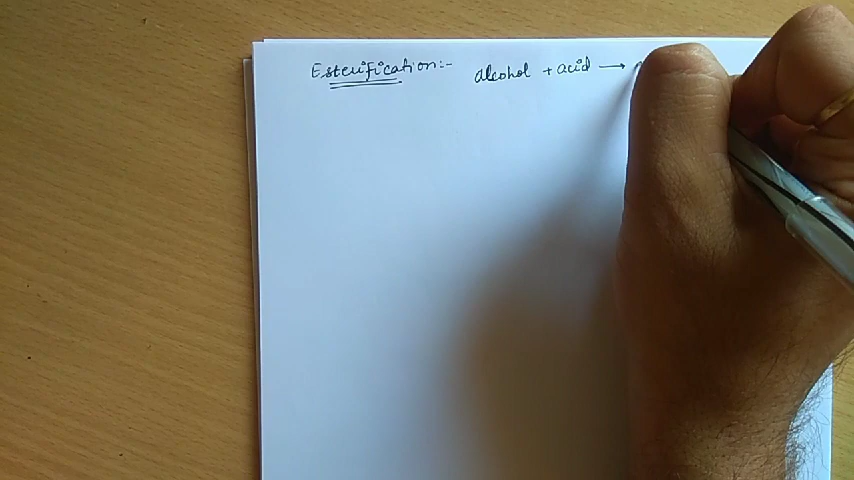 Esterification:- alcohol + acid →